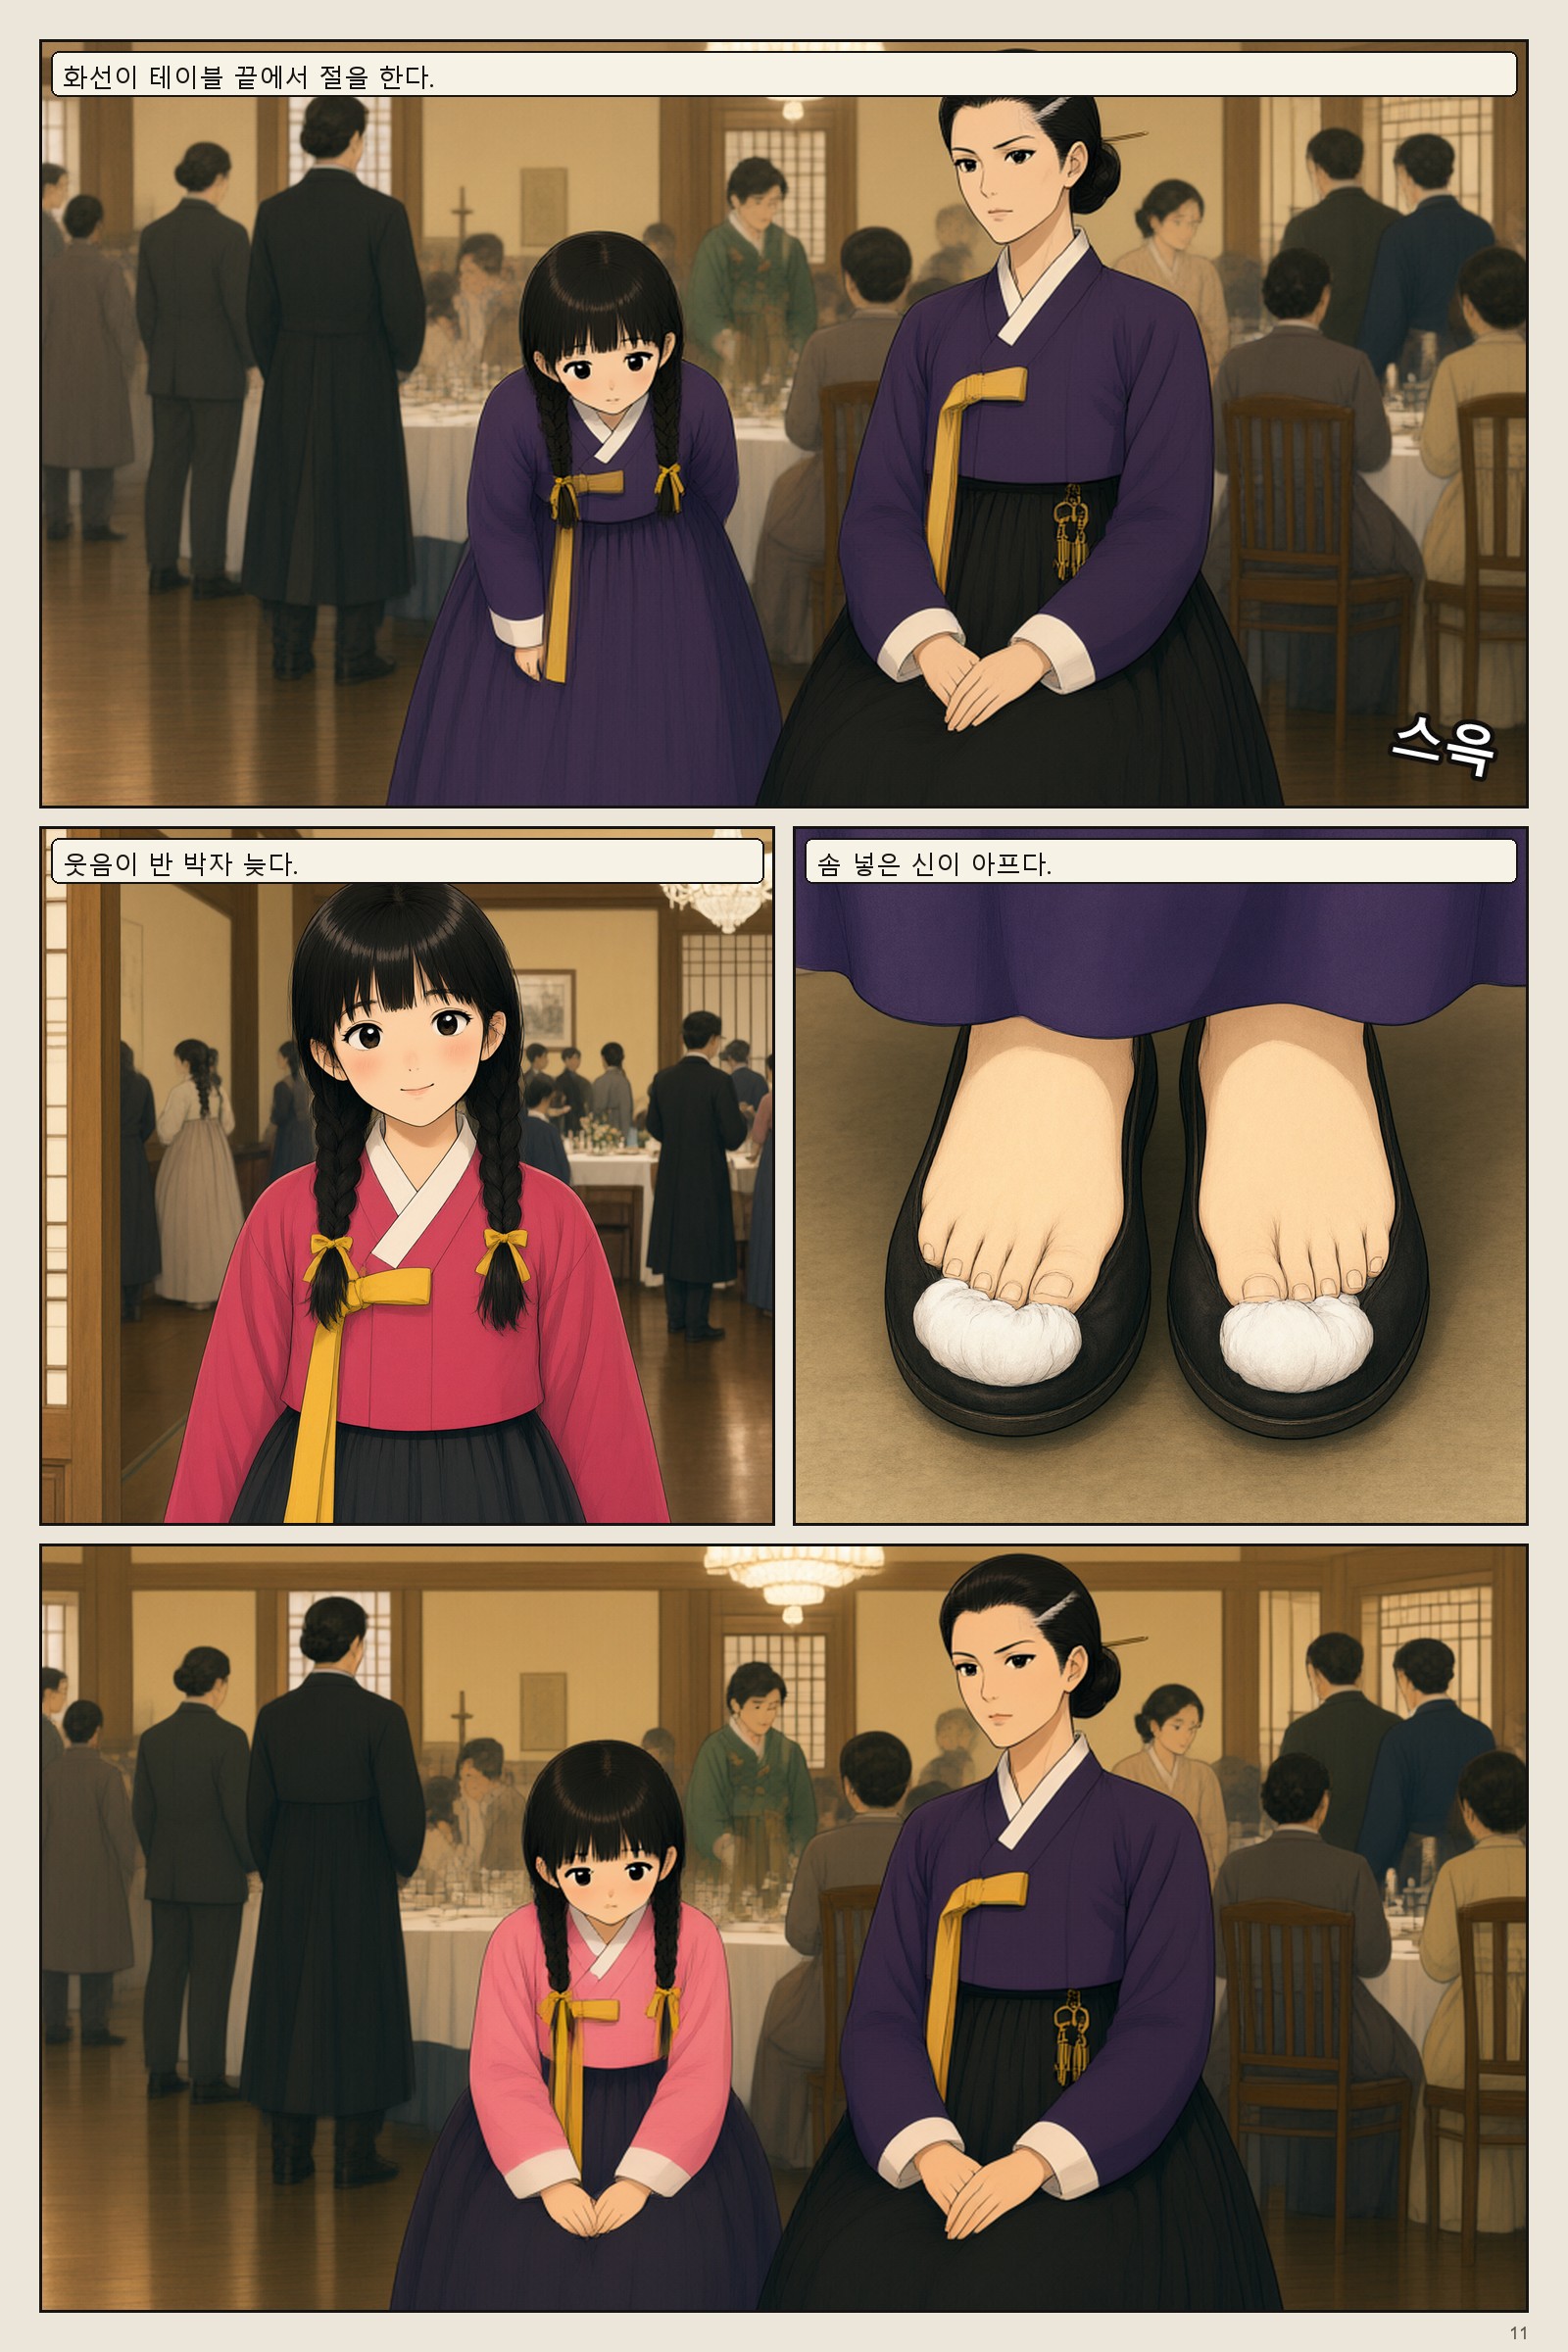 화선이 테이블 끝에서 절을 한다.
스윽
웃음이 반 박자 늦다.
솜 넣은 신이 아프다.
11